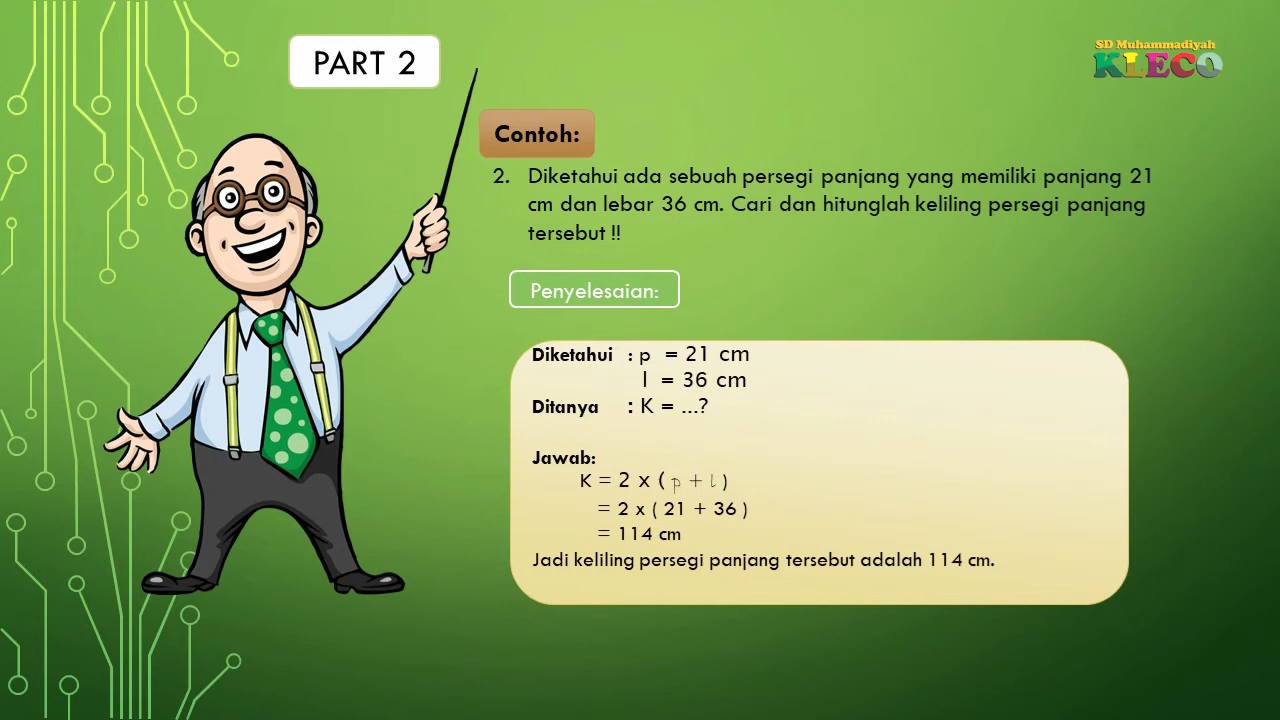 PART 2
SD Muhammadiyah
KLECO
Contoh:
2. Diketahui ada sebuah persegi panjang yang memiliki panjang 21
cm dan lebar 36 cm. Cari dan hitunglah keliling persegi panjang
tersebut !!
Penyelesaian:
Diketahui : p = 21 cm
l = 36 cm
Ditanya : K = ...?
Jawab:
K = 2 x ( p + l )
= 2 x ( 21 + 36 )
= 114 cm
Jadi keliling persegi panjang tersebut adalah 114 cm.